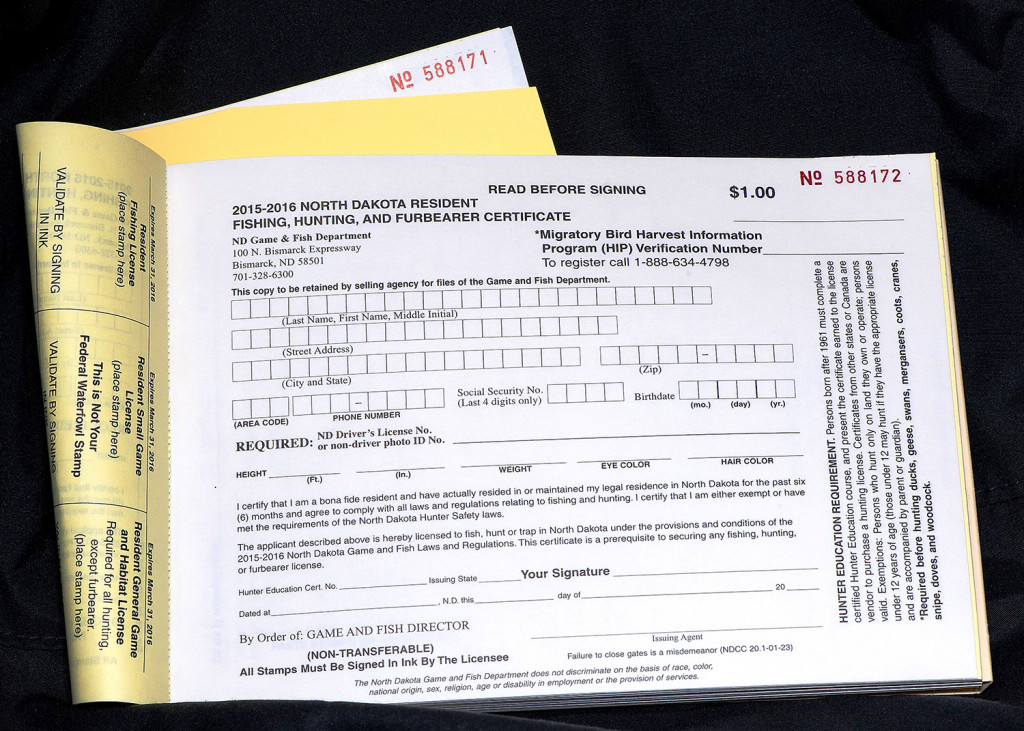 Nº 588171
Nº 588172
READ BEFORE SIGNING
$1.00
2015-2016 NORTH DAKOTA RESIDENT
FISHING, HUNTING, AND FURBEARER CERTIFICATE
ND Game & Fish Department
100 N. Bismarck Expressway
Bismarck, ND 58501
701-328-6300
*Migratory Bird Harvest Information
Program (HIP) Verification Number
To register call 1-888-634-4798
This copy to be retained by selling agency for files of the Game and Fish Department.
(Last Name, First Name, Middle Initial)
(Street Address)
(City and State)
(Zip)
(AREA CODE)
–
PHONE NUMBER
Social Security No.
(Last 4 digits only)
Birthdate
(mo.) (day) (yr.)
REQUIRED: ND Driver's License No.
or non-driver photo ID No.
HEIGHT (Ft.) (In.) WEIGHT EYE COLOR HAIR COLOR
I certify that I am a bona fide resident and have actually resided in or maintained my legal residence in North Dakota for the past six
(6) months and agree to comply with all laws and regulations relating to fishing and hunting. I certify that I am either exempt or have
met the requirements of the North Dakota Hunter Safety laws.
The applicant described above is hereby licensed to fish, hunt or trap in North Dakota under the provisions and conditions of the
2015-2016 North Dakota Game and Fish Laws and Regulations. This certificate is a prerequisite to securing any fishing, hunting,
or furbearer license.
Hunter Education Cert. No. Issuing State Your Signature
Dated at , N.D. this day of 20
By Order of: GAME AND FISH DIRECTOR
Issuing Agent
(NON-TRANSFERABLE)
All Stamps Must Be Signed In Ink By The Licensee
Failure to close gates is a misdemeanor (NDCC 20.1-01-23)
The North Dakota Game and Fish Department does not discriminate on the basis of race, color,
national origin, sex, religion, age or disability in employment or the provision of services.
HUNTER EDUCATION REQUIREMENT. Persons born after 1961 must complete a
certified Hunter Education course, and present the certificate earned to the license
vendor to purchase a hunting license. Certificates from other states or Canada are
valid. Exemptions: Persons who hunt only on land they own or operate; persons
under 12 years of age (those under 12 may hunt if they have the appropriate license
and are accompanied by parent or guardian).
*Required before hunting ducks, geese, swans, mergansers, coots, cranes,
snipe, doves, and woodcock.
Expires March 31, 2016
Resident
Fishing License
(place stamp here)
VALIDATE BY SIGNING
IN INK
Expires March 31, 2016
Resident Small Game
License
(place stamp here)
This is Not Your
Federal Waterfowl Stamp
VALIDATE BY SIGNING
Expires March 31, 2016
Resident General Game
and Habitat License
Required for all hunting,
except furbearer.
(place stamp here)